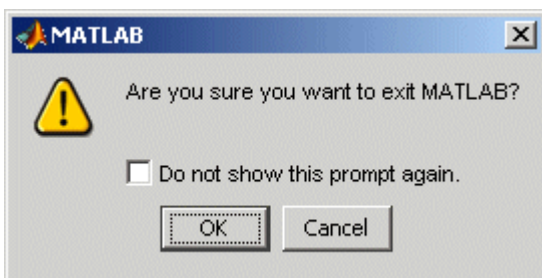 MATLAB
Are you sure you want to exit MATLAB?
Do not show this prompt again.
OK
Cancel